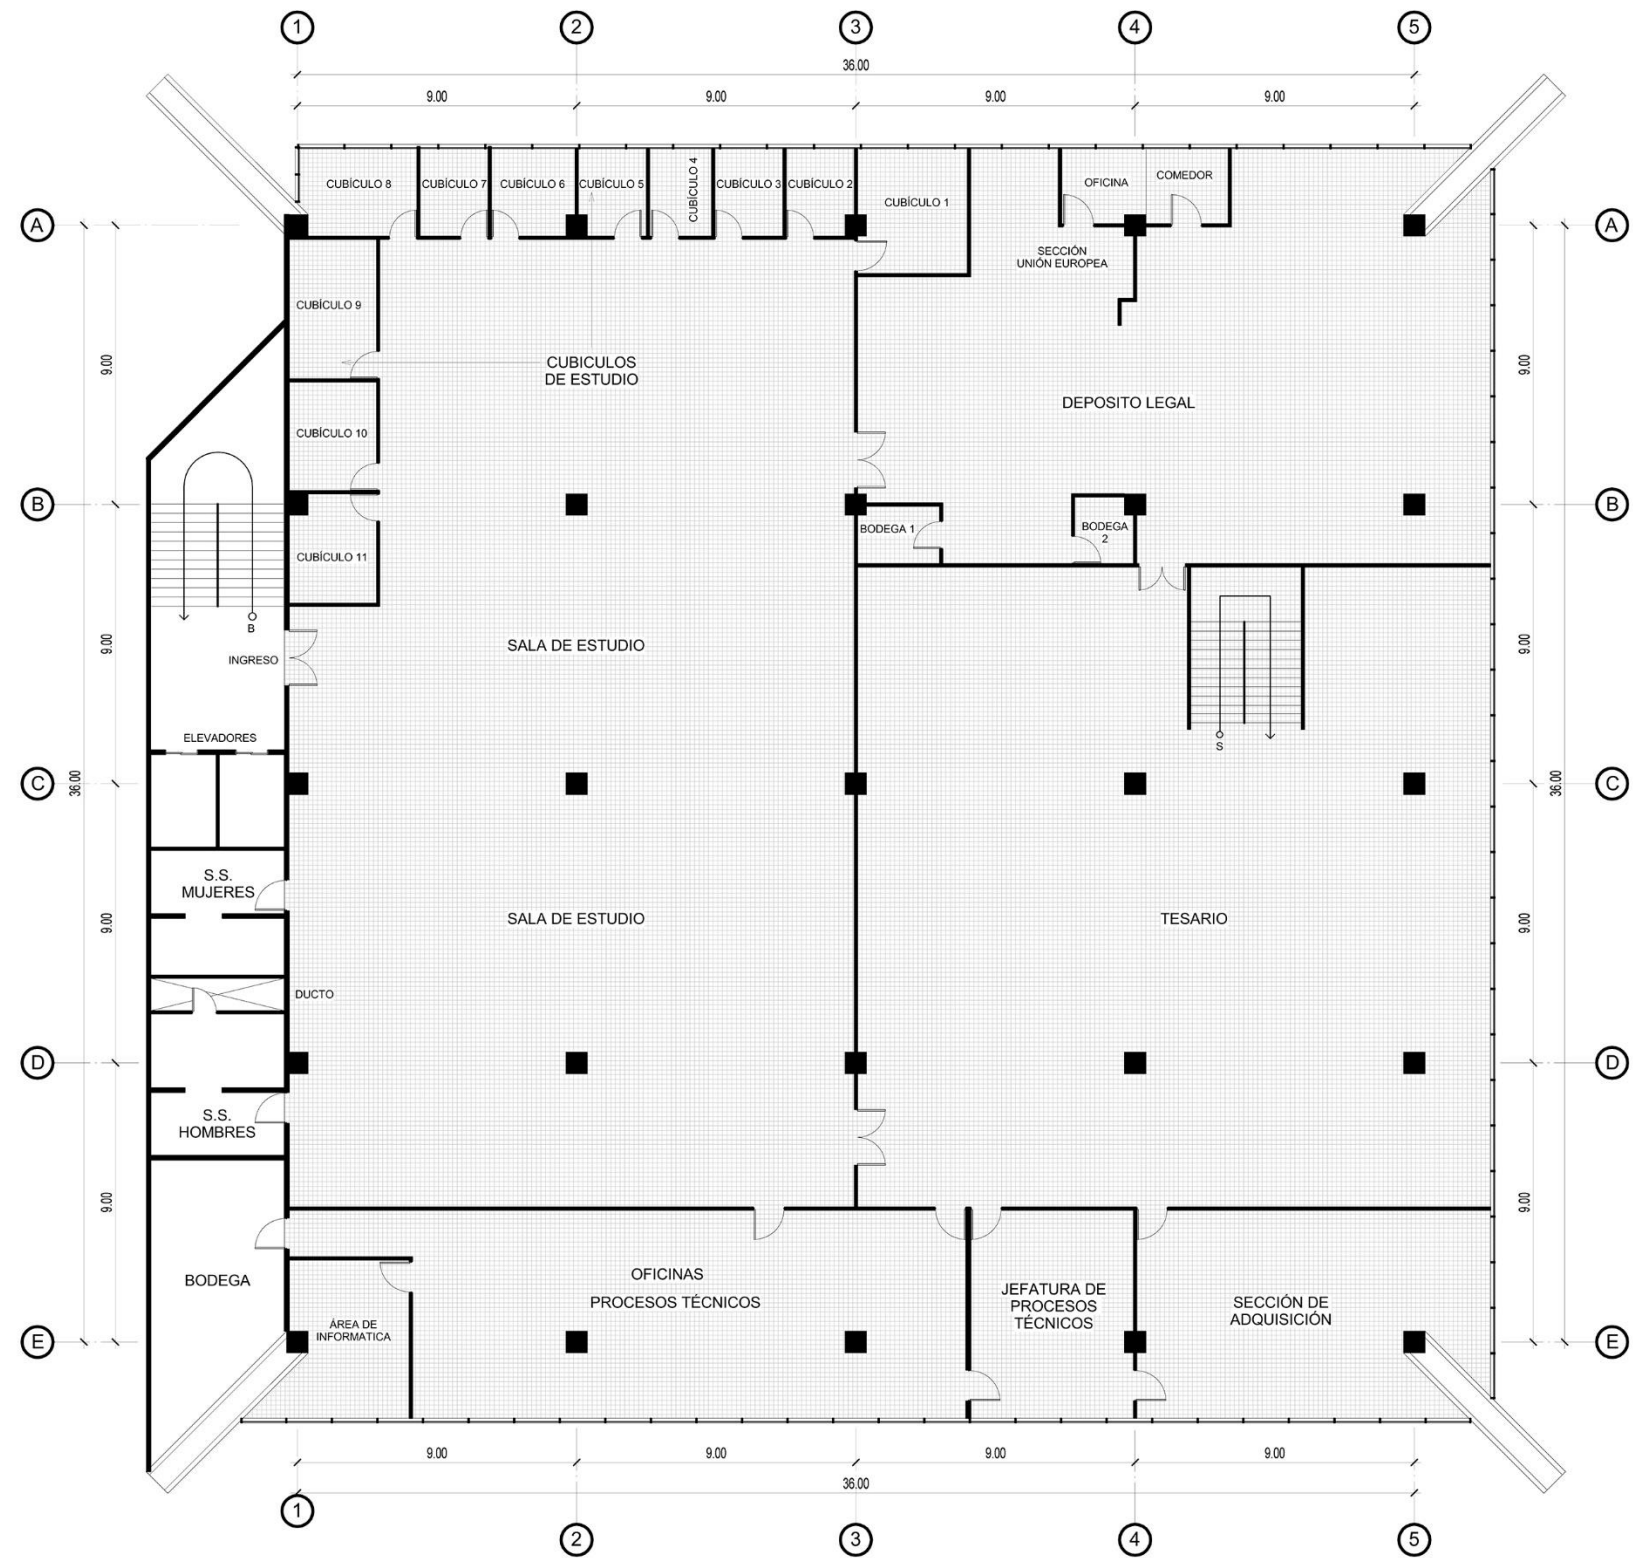 1 2 3 4 5
36.00
9.00 9.00 9.00 9.00
CUBÍCULO 8
CUBÍCULO 7
CUBÍCULO 6
CUBÍCULO 5
CUBÍCULO 4
CUBÍCULO 3
CUBÍCULO 2
CUBÍCULO 1
OFICINA
COMEDOR
A A
SECCIÓN
UNIÓN EUROPEA
CUBÍCULO 9
9.00 9.00
CUBICULOS
DE ESTUDIO
DEPOSITO LEGAL
CUBÍCULO 10
B B
BODEGA 1
BODEGA
2
CUBÍCULO 11
B
INGRESO
9.00 9.00
SALA DE ESTUDIO
S
ELEVADORES
C C
36.00 36.00
S.S.
MUJERES
9.00 9.00
SALA DE ESTUDIO
TESARIO
DUCTO
D D
S.S.
HOMBRES
9.00 9.00
BODEGA
OFICINAS
PROCESOS TÉCNICOS
JEFATURA DE
PROCESOS
TÉCNICOS
SECCIÓN DE
ADQUISICIÓN
ÁREA DE
INFORMATICA
E E
9.00 9.00 9.00 9.00
36.00
1 2 3 4 5